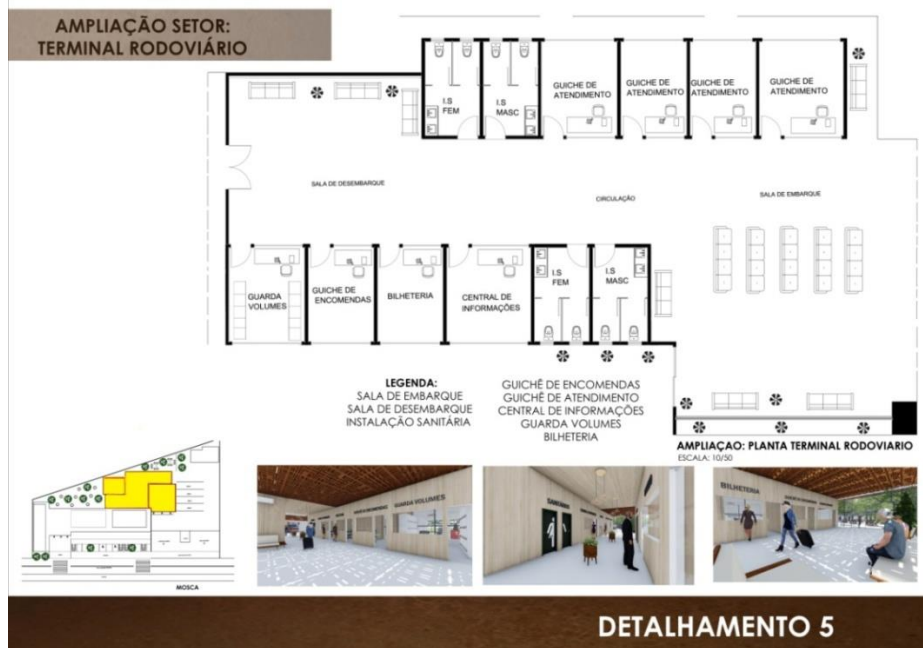 AMPLIAÇÃO SETOR:
TERMINAL RODOVIÁRIO
I.S
FEM
I.S
MASC
GUICHE DE
ATENDIMENTO
GUICHE DE
ATENDIMENTO
GUICHE DE
ATENDIMENTO
GUICHE DE
ATENDIMENTO
SALA DE DESEMBARQUE
CIRCULAÇÃO
SALA DE EMBARQUE
GUARDA
VOLUMES
GUICHE DE
ENCOMENDAS
BILHETERIA
CENTRAL DE
INFORMAÇÕES
I.S
FEM
I.S
MASC
LEGENDA:
SALA DE EMBARQUE
SALA DE DESEMBARQUE
INSTALAÇÃO SANITÁRIA
GUICHÊ DE ENCOMENDAS
GUICHÊ DE ATENDIMENTO
CENTRAL DE INFORMAÇÕES
GUARDA VOLUMES
BILHETERIA
AMPLIAÇAO: PLANTA TERMINAL RODOVIARIO
ESCALA: 10/50
MOSCA
GUARDA VOLUMES
BILHETERIA
DETALHAMENTO 5